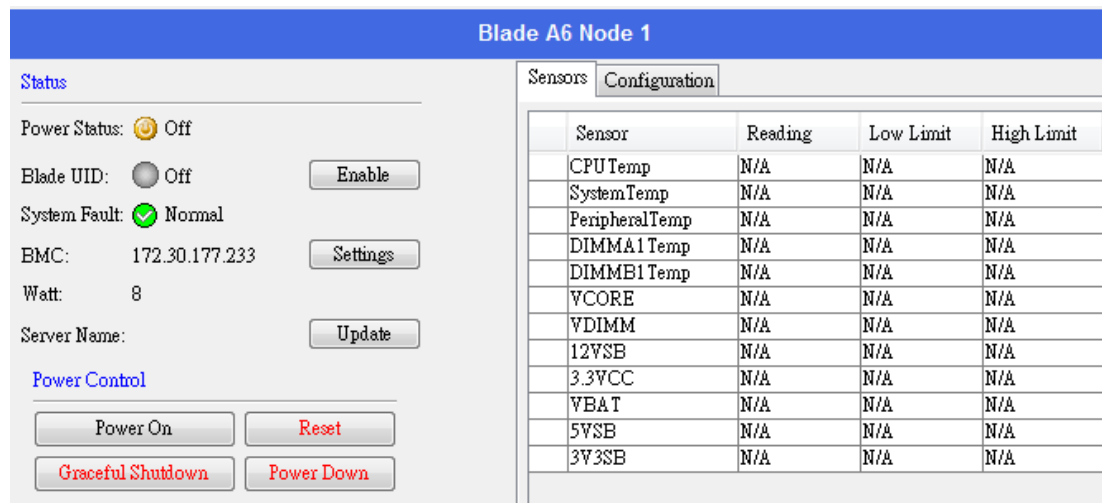 Blade A6 Node 1
Status
Power Status: Off
Blade UID: Off Enable
System Fault: Normal
BMC: 172.30.177.233 Settings
Watt: 8
Server Name: Update
Power Control
Power On Reset
Graceful Shutdown Power Down
Sensors Configuration
Sensor Reading Low Limit High Limit
CPUTemp N/A N/A N/A
SystemTemp N/A N/A N/A
PeripheralTemp N/A N/A N/A
DIMMA1Temp N/A N/A N/A
DIMMB1Temp N/A N/A N/A
VCORE N/A N/A N/A
VDIMM N/A N/A N/A
12VSB N/A N/A N/A
3.3VCC N/A N/A N/A
VBAT N/A N/A N/A
5VSB N/A N/A N/A
3V3SB N/A N/A N/A